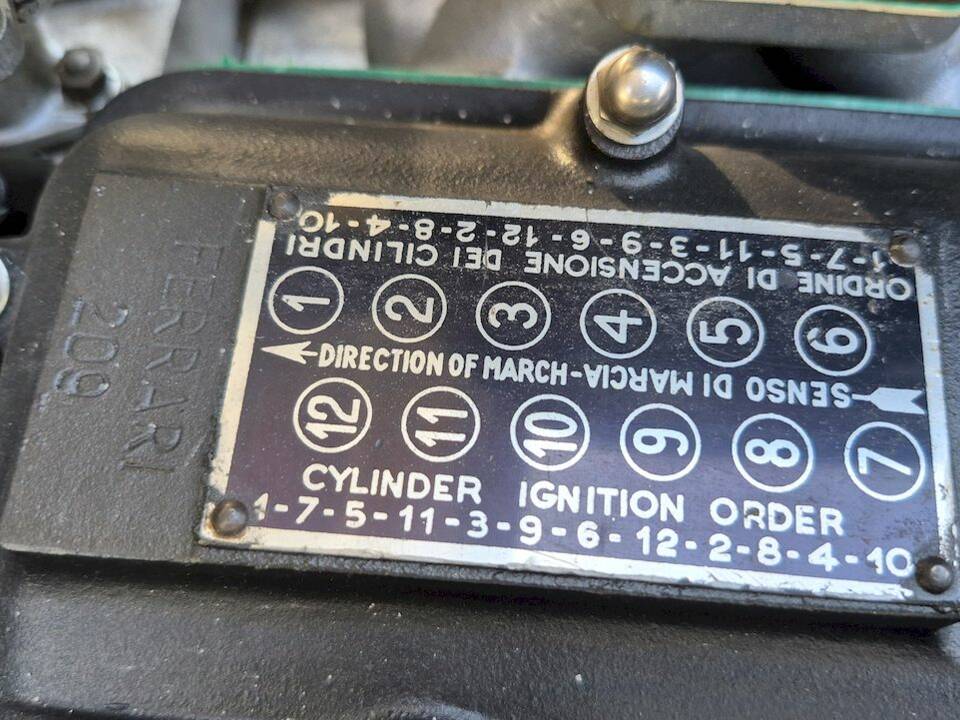 FERRARI
209
1-7-5-11-3-9-6-12-2-8-4-10
ORDINE DI ACCENSIONE DEI CILINDRI
1 2 3 4 5 6
DIRECTION OF MARCH-SENSO DI MARCIA
12 11 10 9 8 7
CYLINDER IGNITION ORDER
1-7-5-11-3-9-6-12-2-8-4-10